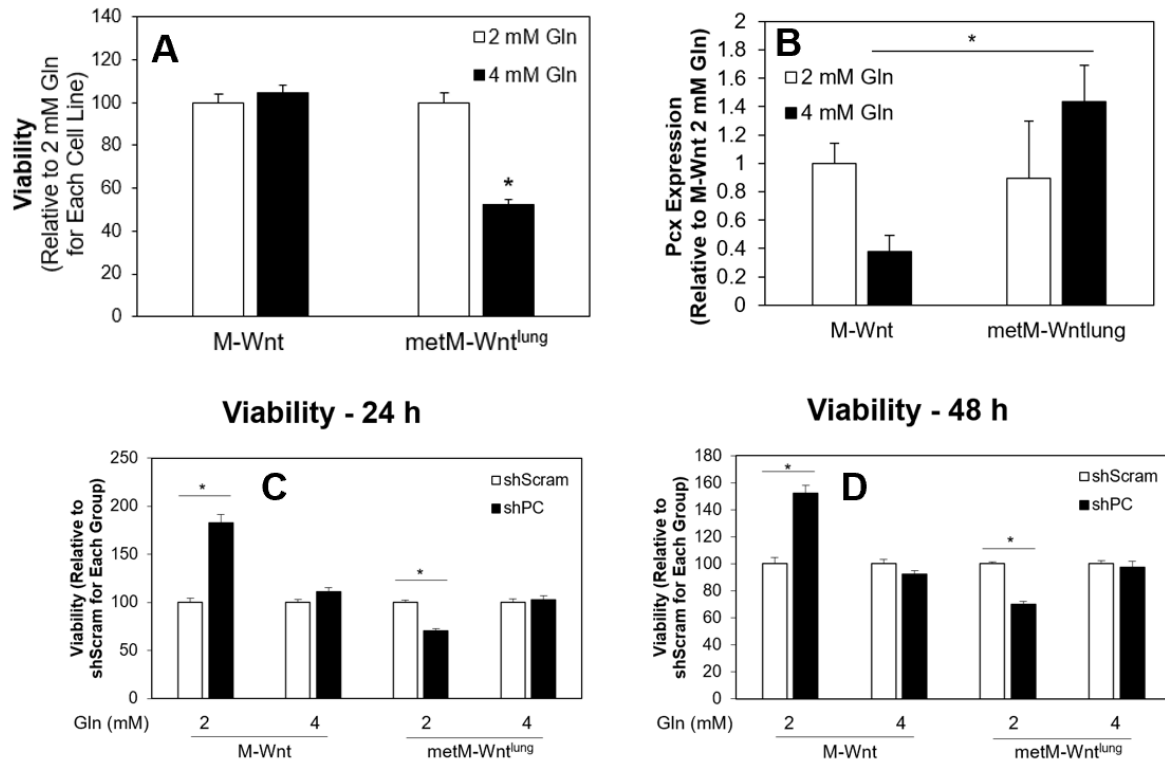 A
Viability
(Relative to 2 mM Gln
for Each Cell Line)
140
120
100
80
60
40
20
0
2 mM Gln
4 mM Gln
*
M-Wnt
metM-Wntlung
B
Pcx Expression
(Relative to M-Wnt 2 mM Gln)
2
1.8
1.6
1.4
1.2
1
0.8
0.6
0.4
0.2
0
*
2 mM Gln
4 mM Gln
M-Wnt
metM-Wntlung
Viability - 24 h
C
Viability (Relative to
shScram for Each Group)
250
200
150
100
50
0
shScram
shPC
*
*
Gln (mM)
2
4
2
4
M-Wnt
metM-Wntlung
Viability - 48 h
D
Viability (Relative to
shScram for Each Group)
180
160
140
120
100
80
60
40
20
0
shScram
shPC
*
*
Gln (mM)
2
4
2
4
M-Wnt
metM-Wntlung